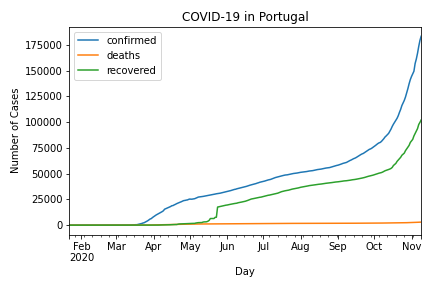 COVID-19 in Portugal
confirmed
deaths
recovered
Number of Cases
175000
150000
125000
100000
75000
50000
25000
0
Feb Mar Apr May Jun Jul Aug Sep Oct Nov
2020
Day